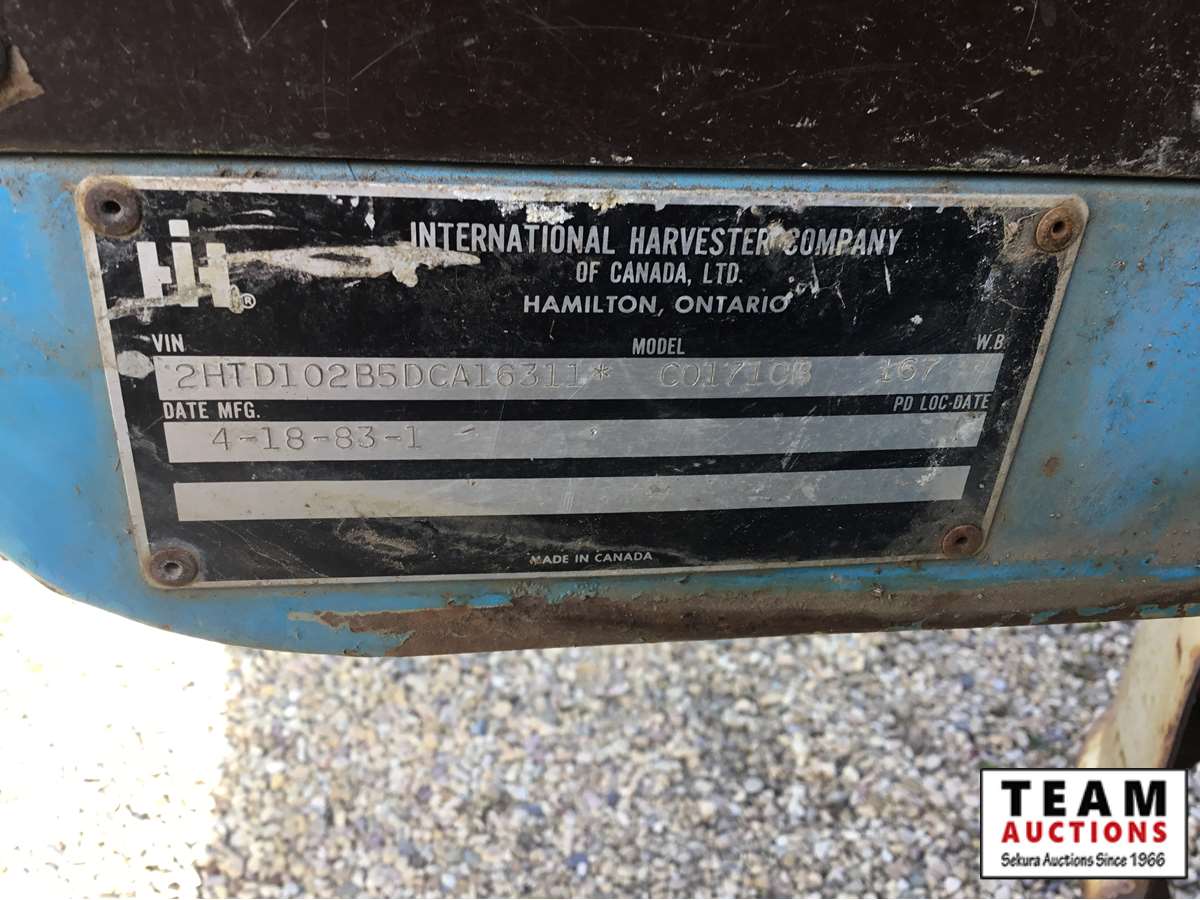 INTERNATIONAL HARVESTER COMPANY
OF CANADA, LTD.
HAMILTON, ONTARIO
IH®
VIN MODEL W.B.
2HTD102B5DCA16311* CO1710B 167
DATE MFG. PD LOC-DATE
4-18-83-1
MADE IN CANADA
TEAM
AUCTIONS
Sekura Auctions Since 1966